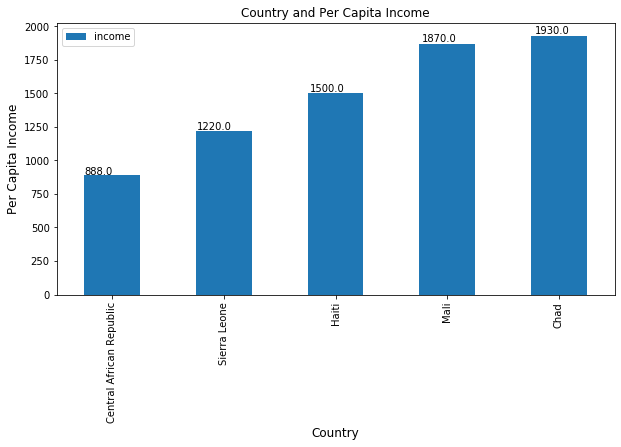 Country and Per Capita Income
income
2000
1750
1500
1250
1000
750
500
250
0
Per Capita Income
888.0
1220.0
1500.0
1870.0
1930.0
Central African Republic
Sierra Leone
Haiti
Mali
Chad
Country